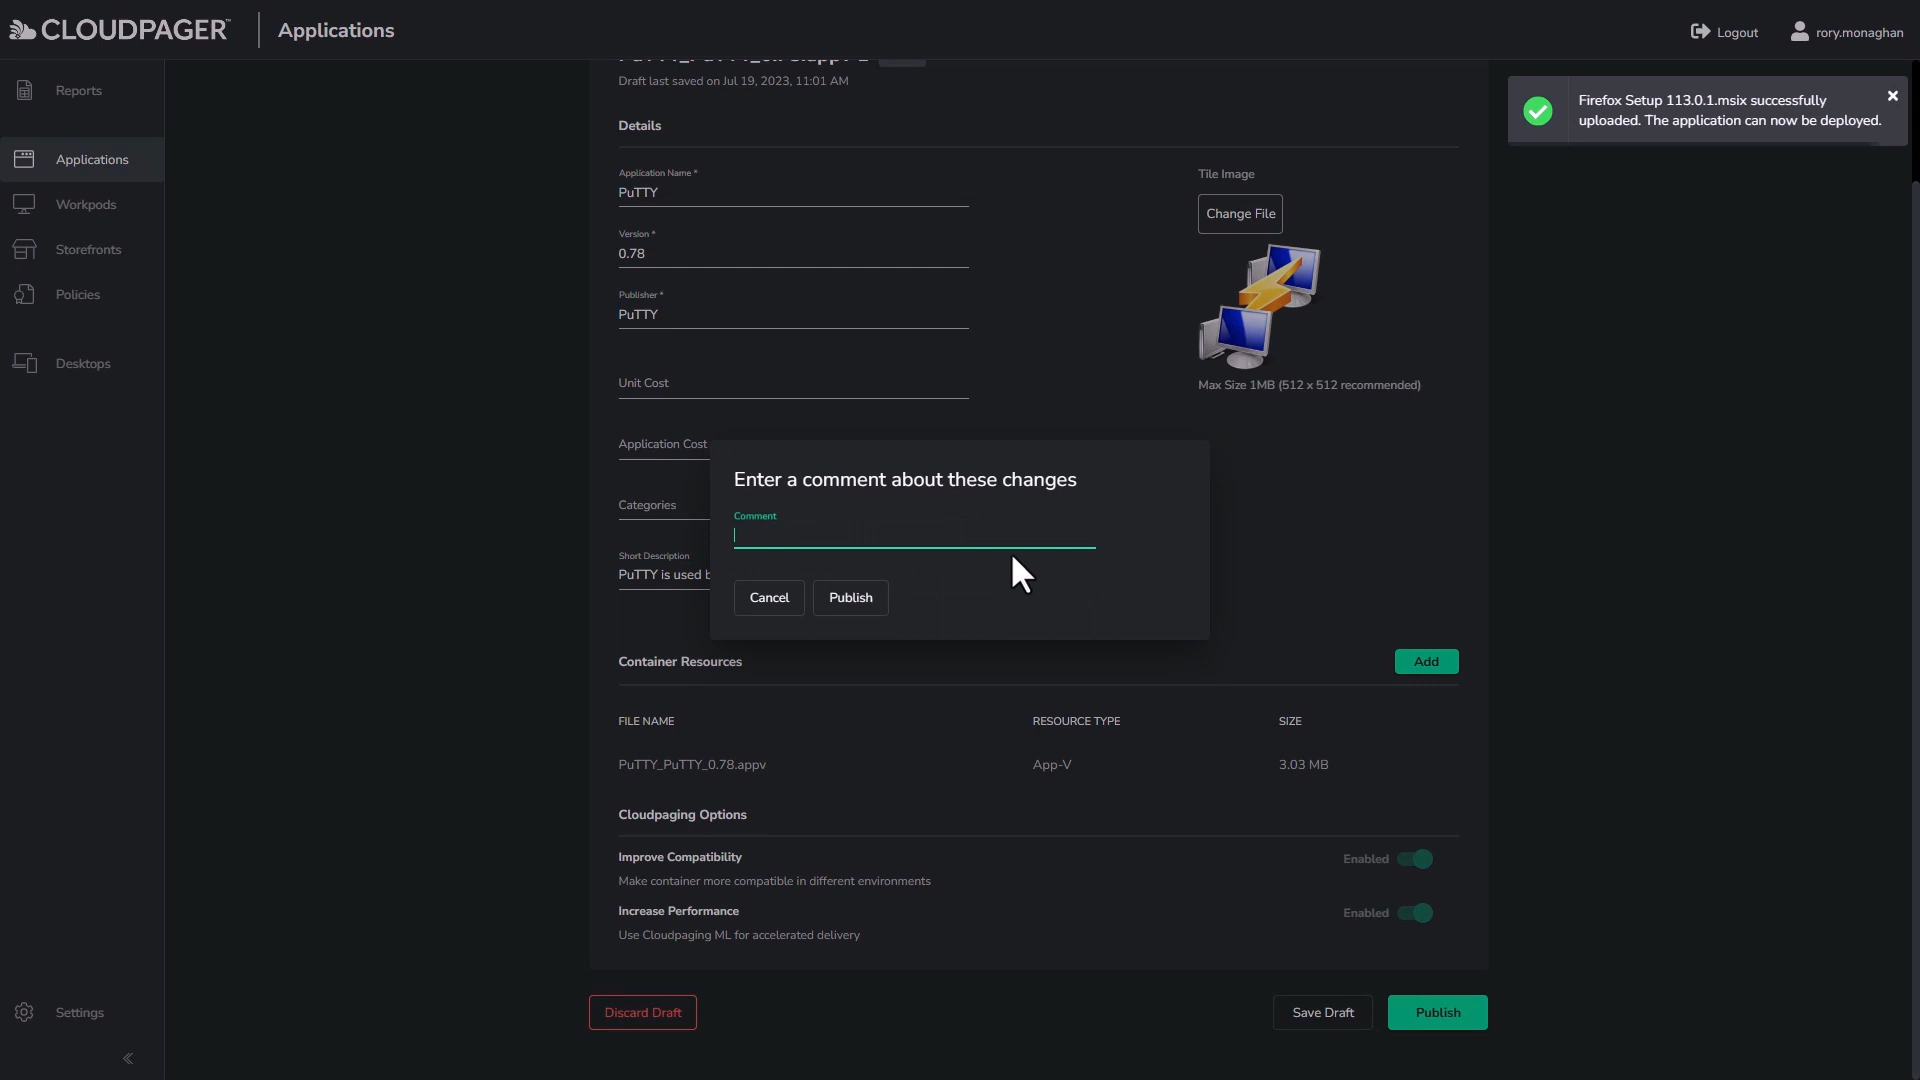 CLOUDPAGER™
Applications
Logout
rory.monaghan
Reports
Applications
Workpods
Storefronts
Policies
Desktops
Settings
Draft last saved on Jul 19, 2023, 11:01 AM
Firefox Setup 113.0.1.msix successfully
uploaded. The application can now be deployed.
Details
Application Name *
PuTTY
Version *
0.78
Publisher *
PuTTY
Unit Cost
Application Cost
Categories
Short Description
PuTTY is used
Tile Image
Change File
Max Size 1MB (512 x 512 recommended)
Enter a comment about these changes
Comment
Cancel
Publish
Container Resources
Add
FILE NAME RESOURCE TYPE SIZE
PuTTY_PuTTY_0.78.appv App-V 3.03 MB
Cloudpaging Options
Improve Compatibility
Enabled
Make container more compatible in different environments
Increase Performance
Enabled
Use Cloudpaging ML for accelerated delivery
Discard Draft
Save Draft
Publish